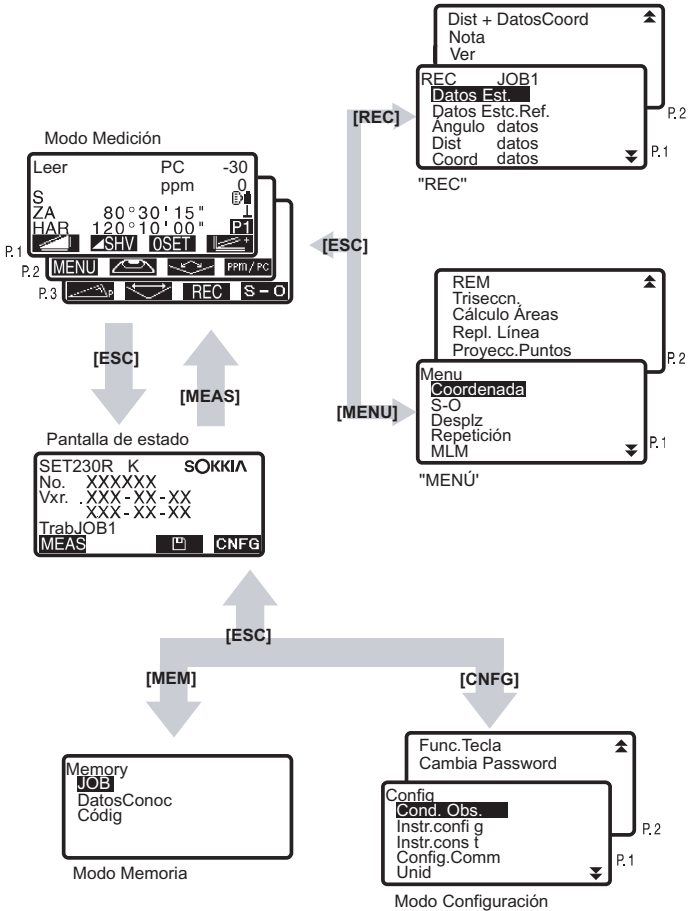 Dist + DatosCoord
Nota
Ver
REC JOB1
Datos Est.
Datos Estc.Ref.
Ángulo datos
Dist datos
Coord datos
P.2
P.1
"REC"
[REC]
Modo Medición
Leer PC -30
ppm 0
S
ZA 80°30'15"
HAR 120°10'00" P1
P.1 SHV 0SET
P.2 MENU PPM/PC
P.3 REC S-O
[ESC]
[ESC]
[MEAS]
REM
Triseccn.
Cálculo Áreas
Repl. Línea
Proyecc.Puntos
P.2
Menu
Coordenada
S-O
Desplz
Repetición
MLM
P.1
"MENÚ'
[MENU]
Pantalla de estado
SET230R K SOKKIA
No. XXXXXX
Vxr. .XXX-XX-XX
XXX-XX-XX
TrabJOB1
MEAS CNFG
[ESC]
[MEM]
[CNFG]
Memory
JOB
DatosConoc
Códig
Modo Memoria
Func.Tecla
Cambia Password
Config
Cond. Obs.
Instr.confi g
Instr.cons t
Config.Comm
Unid
P.2
P.1
Modo Configuración